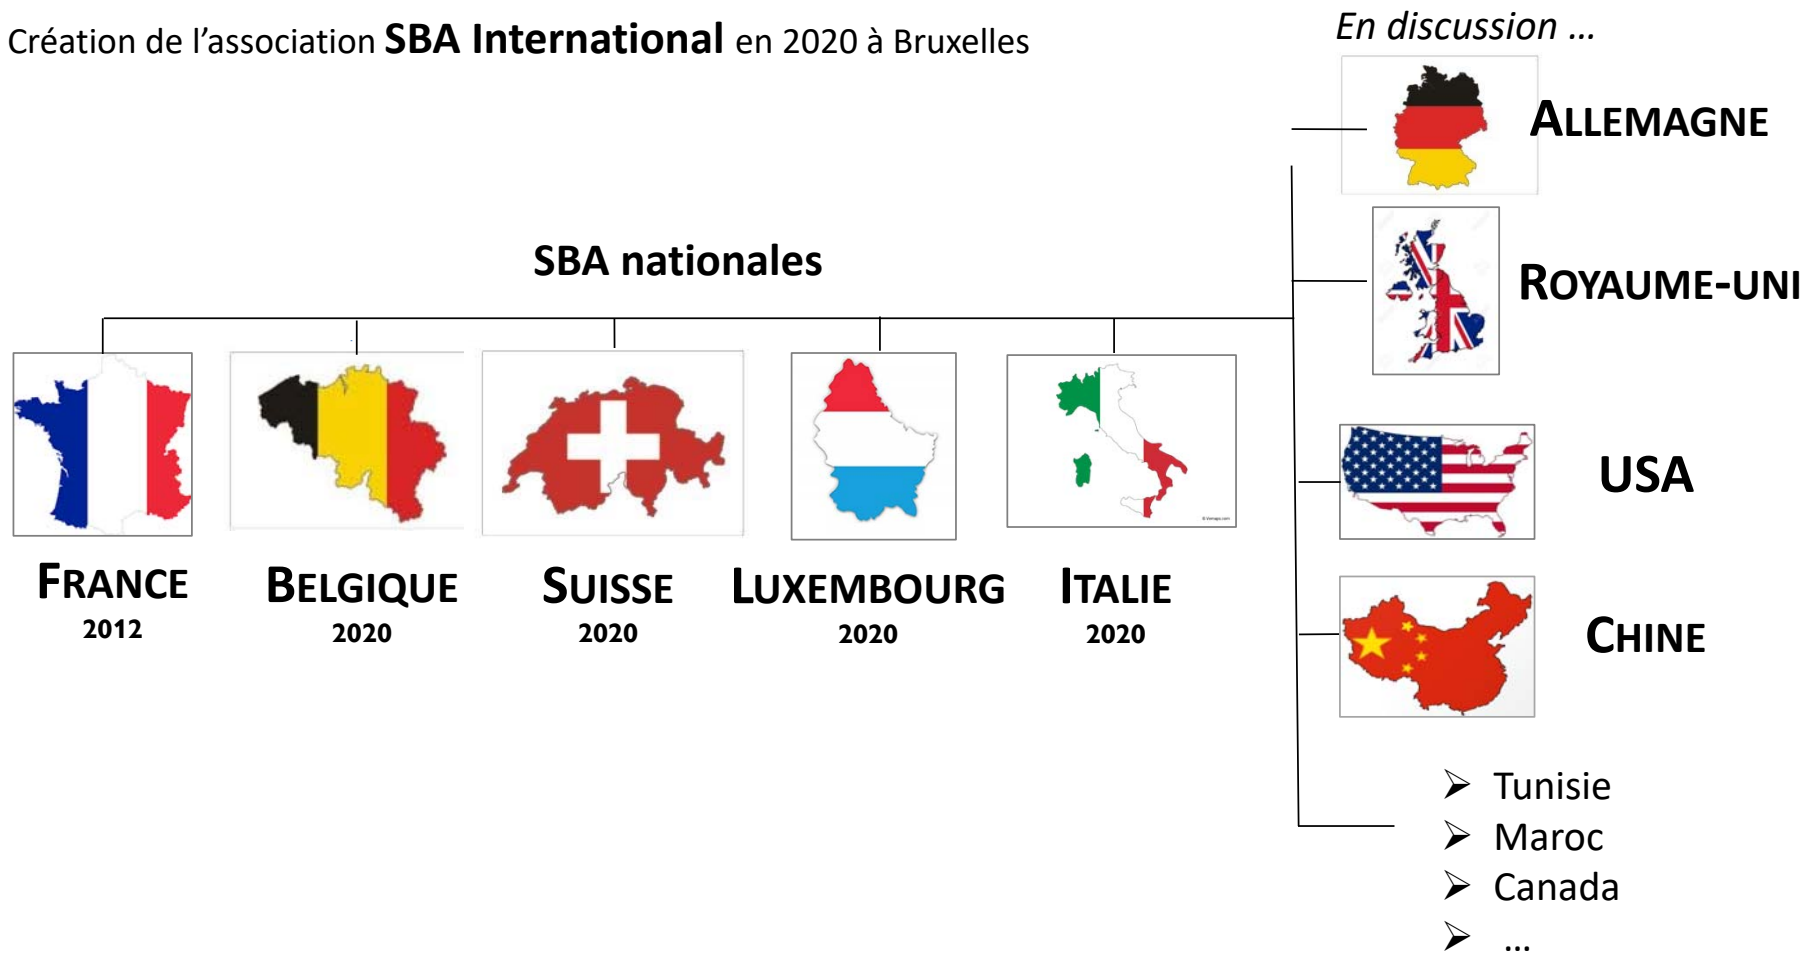 Création de l’association SBA International en 2020 à Bruxelles
En discussion …
ALLEMAGNE
ROYAUME-UNI
SBA nationales
USA
FRANCE
2012
BELGIQUE
2020
SUISSE
2020
LUXEMBOURG
2020
ITALIE
2020
CHINE
Tunisie
Maroc
Canada
…